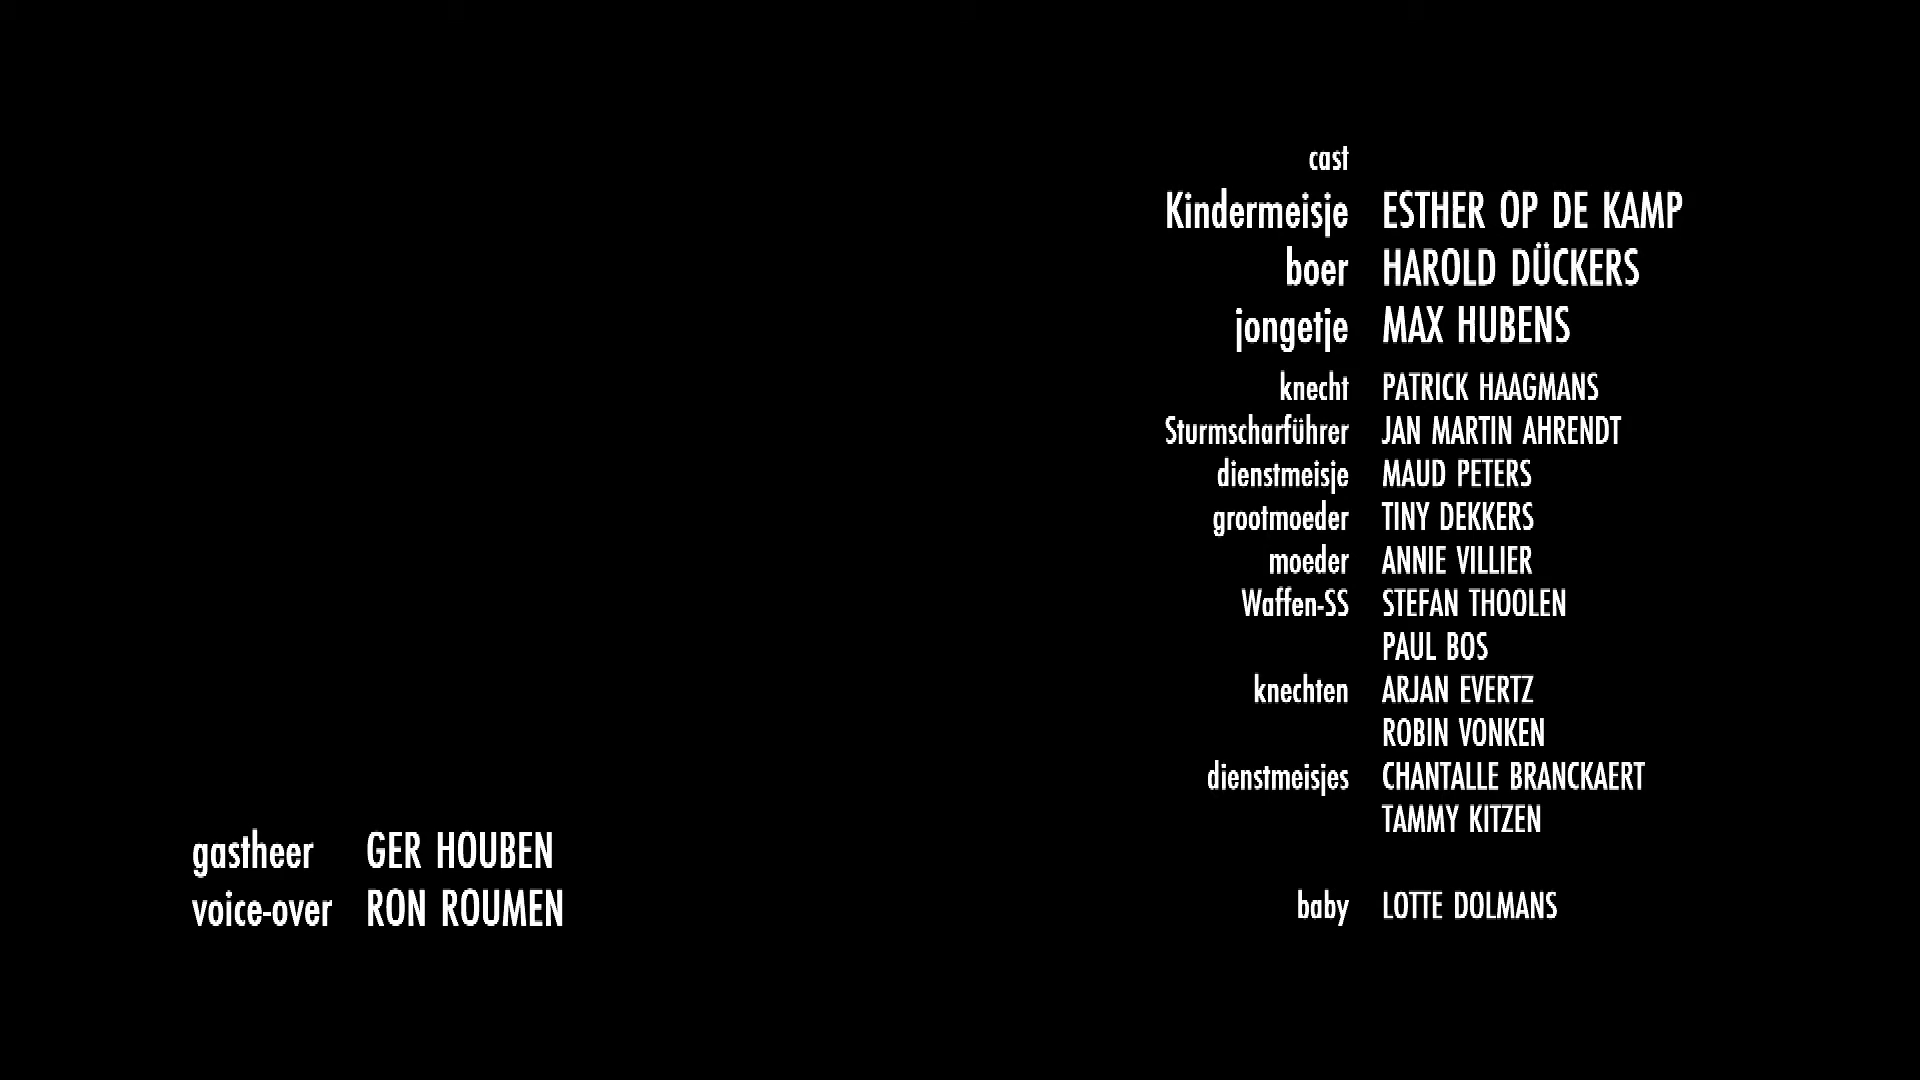 cast
Kindermeisje ESTHER OP DE KAMP
boer HAROLD DÜCKERS
jongetje MAX HUBENS
knecht PATRICK HAAGMANS
Sturmscharführer JAN MARTIN AHRENDT
dienstmeisje MAUD PETERS
grootmoeder TINY DEKKERS
moeder ANNIE VILLIER
Waffen-SS STEFAN THOOLEN
PAUL BOS
knechten ARJAN EVERTZ
ROBIN VONKEN
dienstmeisjes CHANTALLE BRANCKAERT
TAMMY KITZEN
baby LOTTE DOLMANS
gastheer GER HOUBEN
voice-over RON ROUMEN